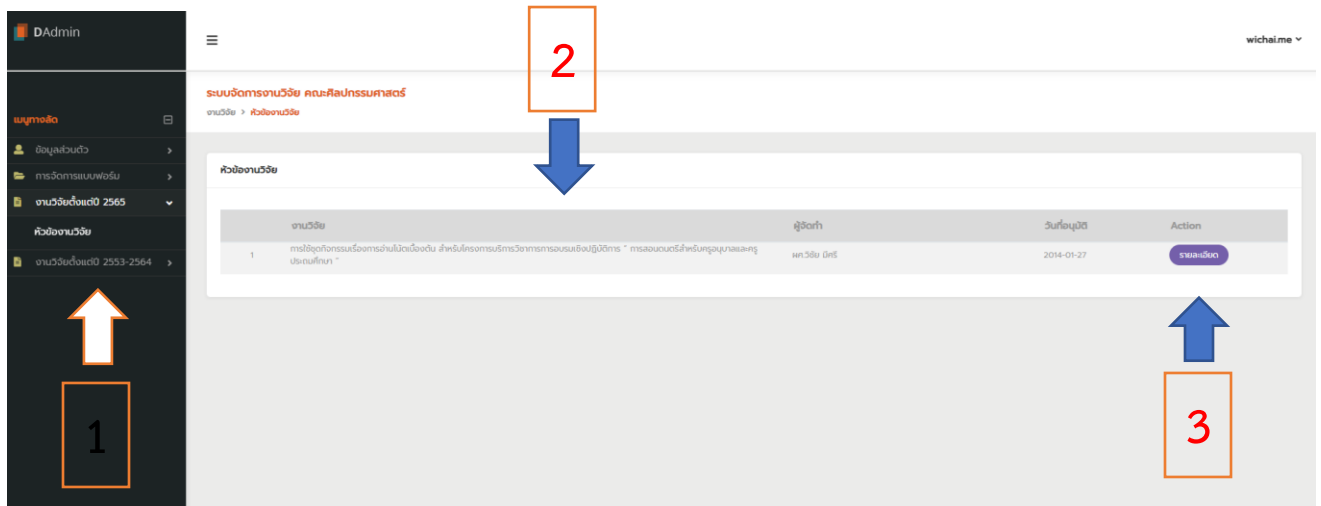 DAdmin
wichai.me
2
ระบบจัดการงานวิจัย คณะศิลปกรรมศาสตร์
งานวิจัย > หัวข้องานวิจัย
เมนูทางลัด
ข้อมูลส่วนตัว
การจัดการแบบฟอร์ม
งานวิจัยตั้งแต่ปี 2565
หัวข้องานวิจัย
งานวิจัยตั้งแต่ปี 2553-2564
หัวข้องานวิจัย
งานวิจัย ผู้จัดทำ วันที่อนุมัติ Action
1 การใช้ชุดกิจกรรมเรื่องการอ่านโน้ตเบื้องต้น สำหรับโครงการบริการวิชาการการอบรมเชิงปฏิบัติการ " การสอนดนตรีสำหรับครูอนุบาลและครู ผศ.วิชัย มีศรี 2014-01-27 รายละเอียด
ประถมศึกษา "
1
3